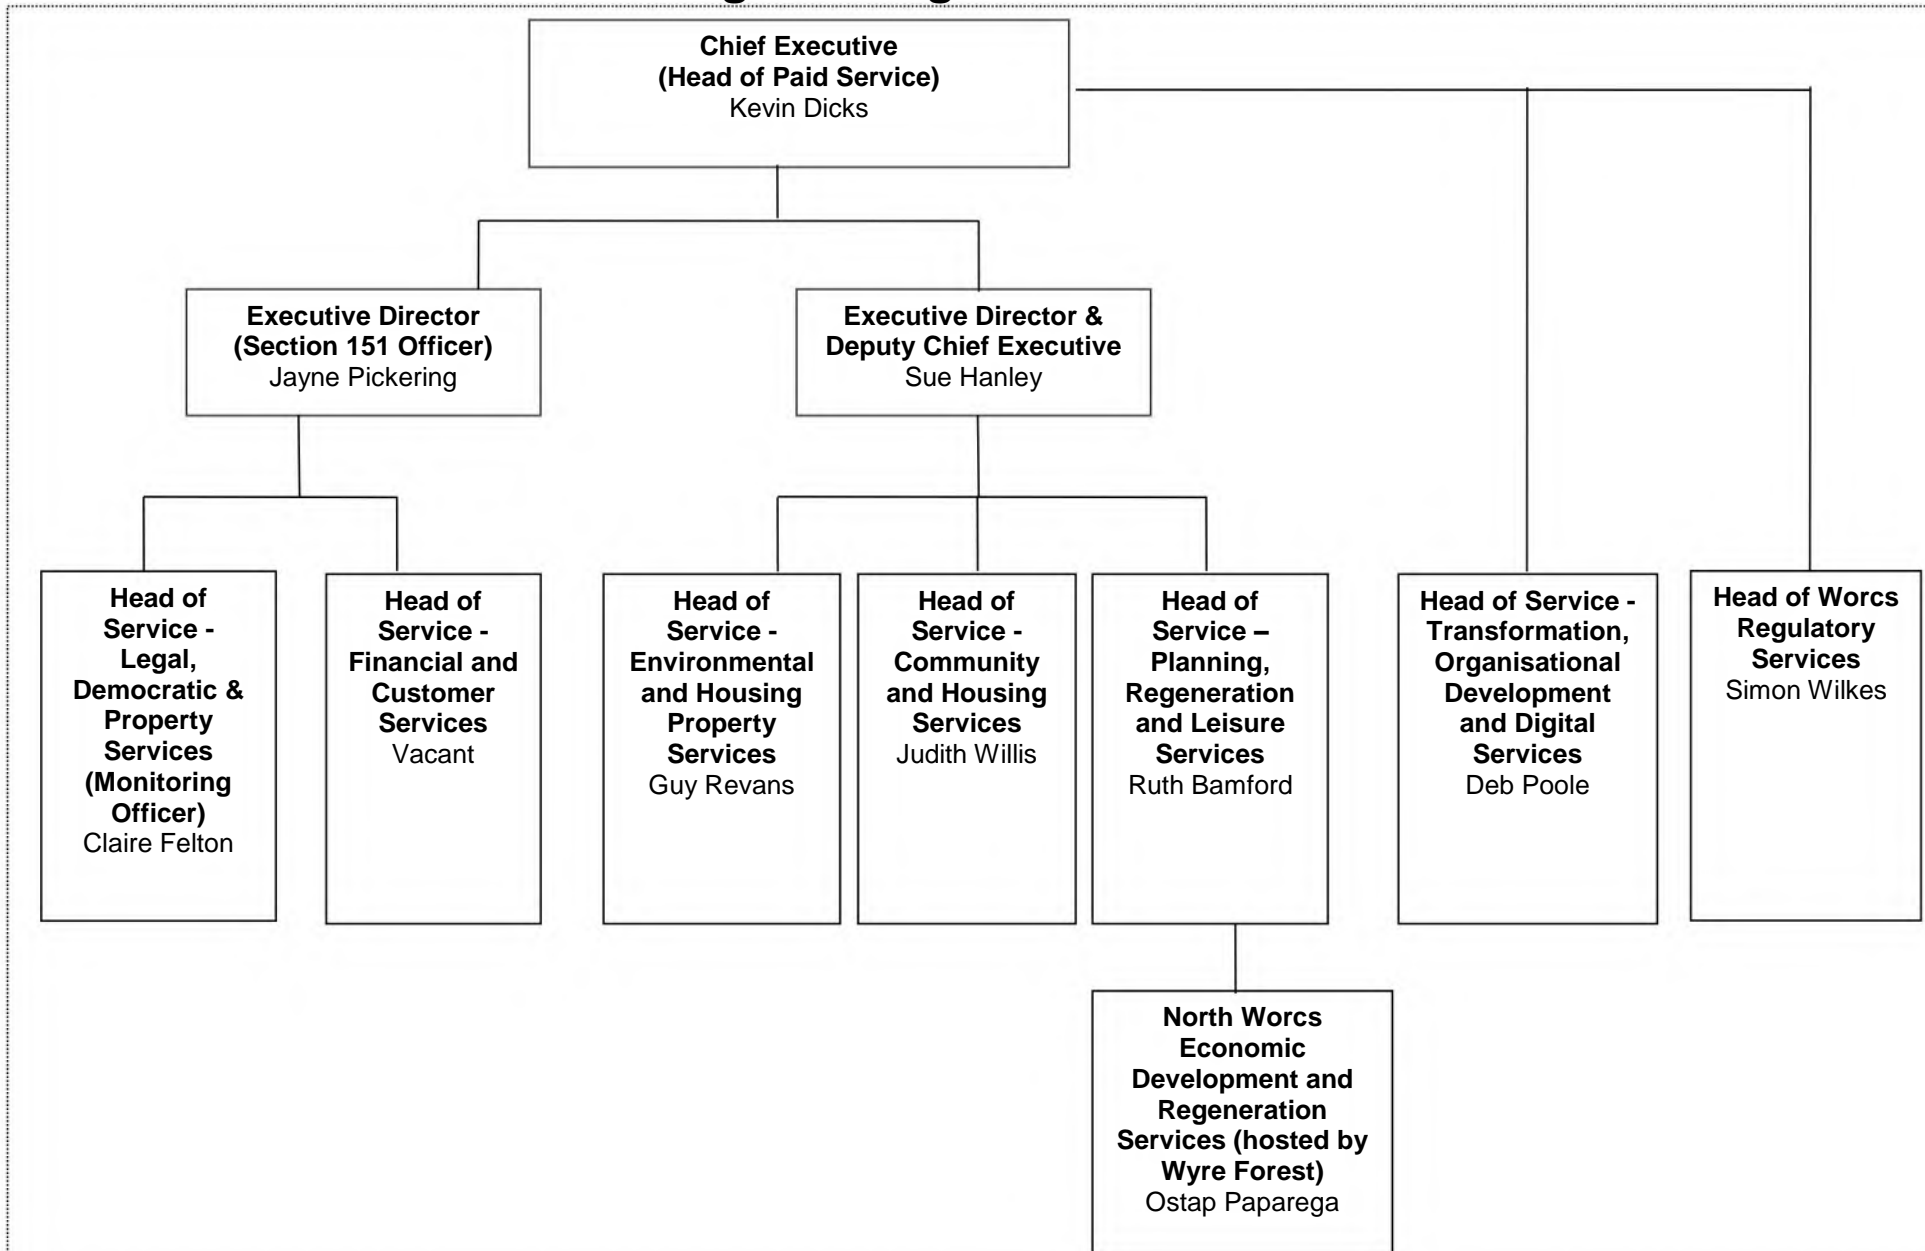 Chief Executive
(Head of Paid Service)
Kevin Dicks
Executive Director
(Section 151 Officer)
Jayne Pickering
Executive Director &
Deputy Chief Executive
Sue Hanley
Head of
Service -
Legal,
Democratic &
Property
Services
(Monitoring
Officer)
Claire Felton
Head of
Service -
Financial and
Customer
Services
Vacant
Head of
Service -
Environmental
and Housing
Property
Services
Guy Revans
Head of
Service -
Community
and Housing
Services
Judith Willis
Head of
Service –
Planning,
Regeneration
and Leisure
Services
Ruth Bamford
Head of Service -
Transformation,
Organisational
Development
and Digital
Services
Deb Poole
Head of Worcs
Regulatory
Services
Simon Wilkes
North Worcs
Economic
Development and
Regeneration
Services (hosted by
Wyre Forest)
Ostap Paparega